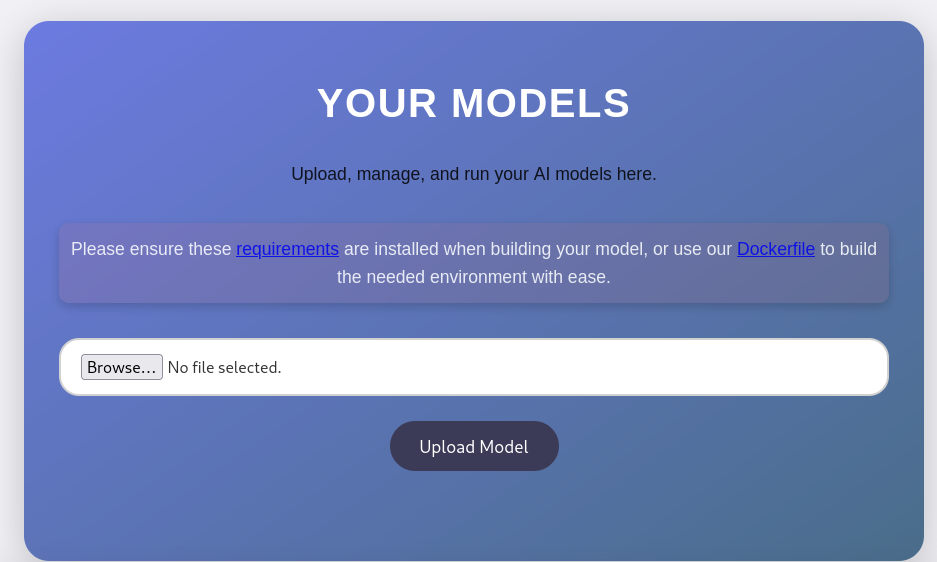 YOUR MODELS
Upload, manage, and run your AI models here.
Please ensure these requirements are installed when building your model, or use our Dockerfile to build
the needed environment with ease.
Browse... No file selected.
Upload Model